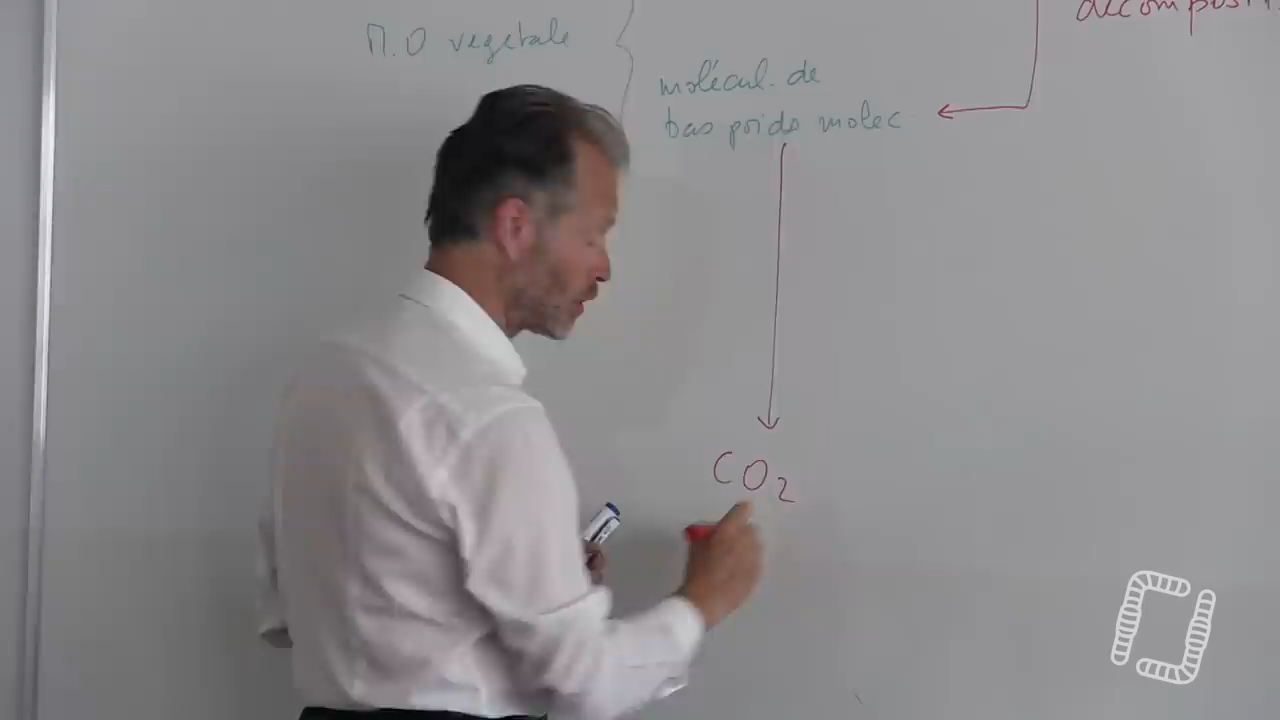 décomposit
M.O vegetale
molécul. de
bas poids molec
CO2